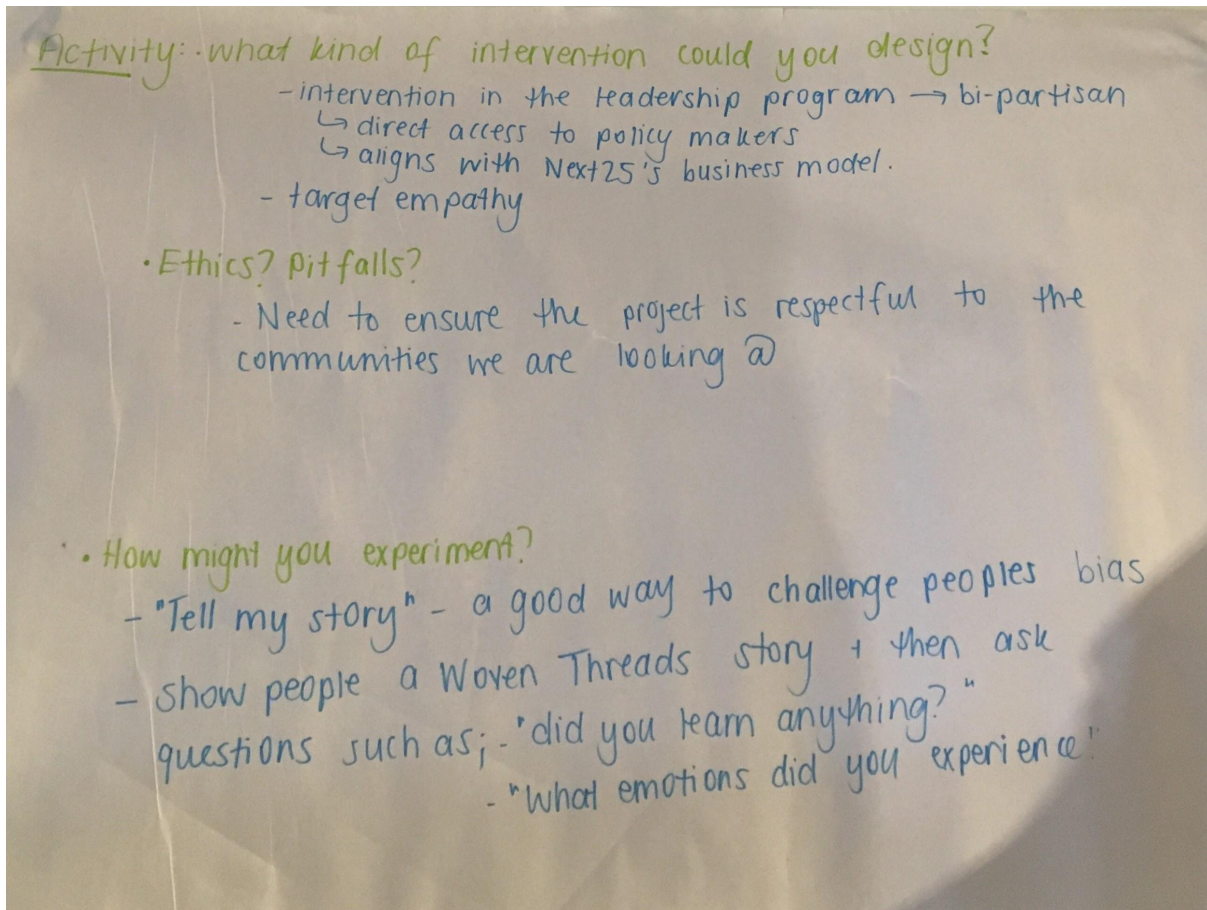 Activity: what kind of intervention could you design?
- intervention in the leadership program → bi-partisan
↳ direct access to policy makers
↳ aligns with Next25's business model.
- target empathy
• Ethics? Pitfalls?
- Need to ensure the project is respectful to the
communities we are looking @
• How might you experiment?
- "Tell my story" - a good way to challenge peoples bias
- show people a Woven Threads story + then ask
questions such as; - "did you learn anything?"
- "What emotions did you experience"